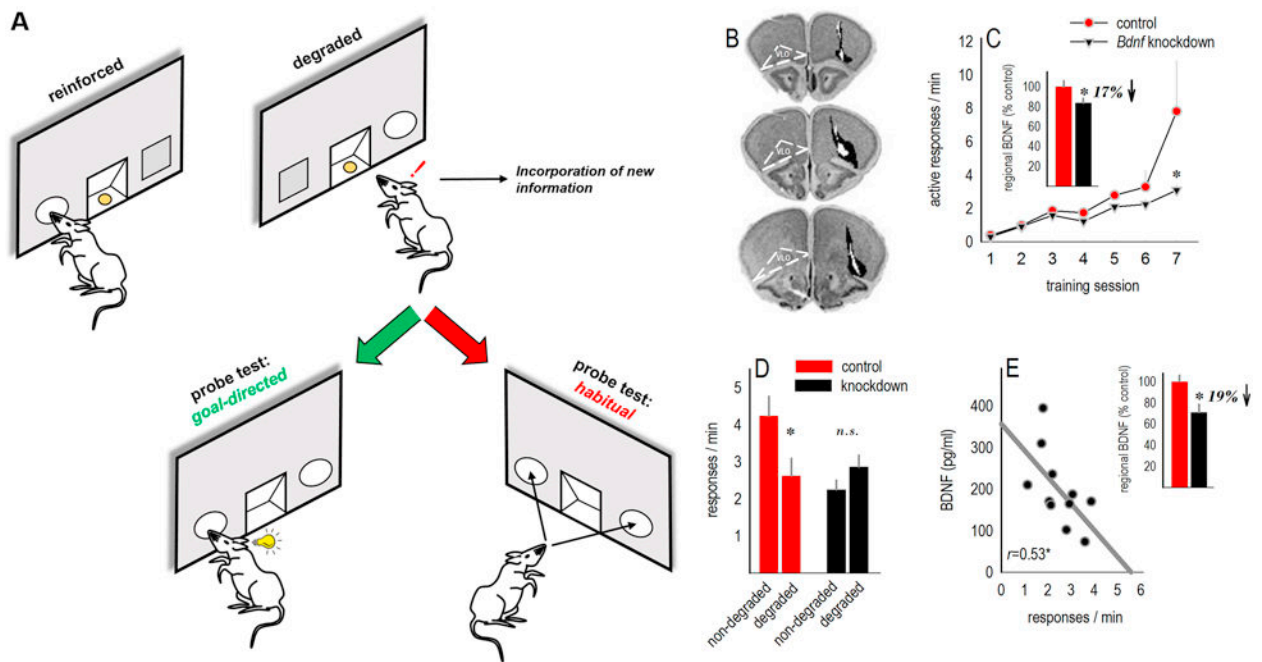 A
reinforced
degraded
!
Incorporation of new
information
probe test:
goal-directed
probe test:
habitual
B
VLO
VLO
VLO
C
control
Bdnf knockdown
active responses / min
12
10
8
6
4
2
0
regional BDNF (% control)
100
80
60
40
20
* 17% ↓
*
1 2 3 4 5 6 7
training session
D
control
knockdown
responses / min
5
4
3
2
1
*
n.s.
non-degraded
degraded
non-degraded
degraded
E
BDNF (pg/ml)
400
300
200
100
0
r=0.53*
0 1 2 3 4 5 6
responses / min
regional BDNF (% control)
100
80
60
40
20
* 19% ↓